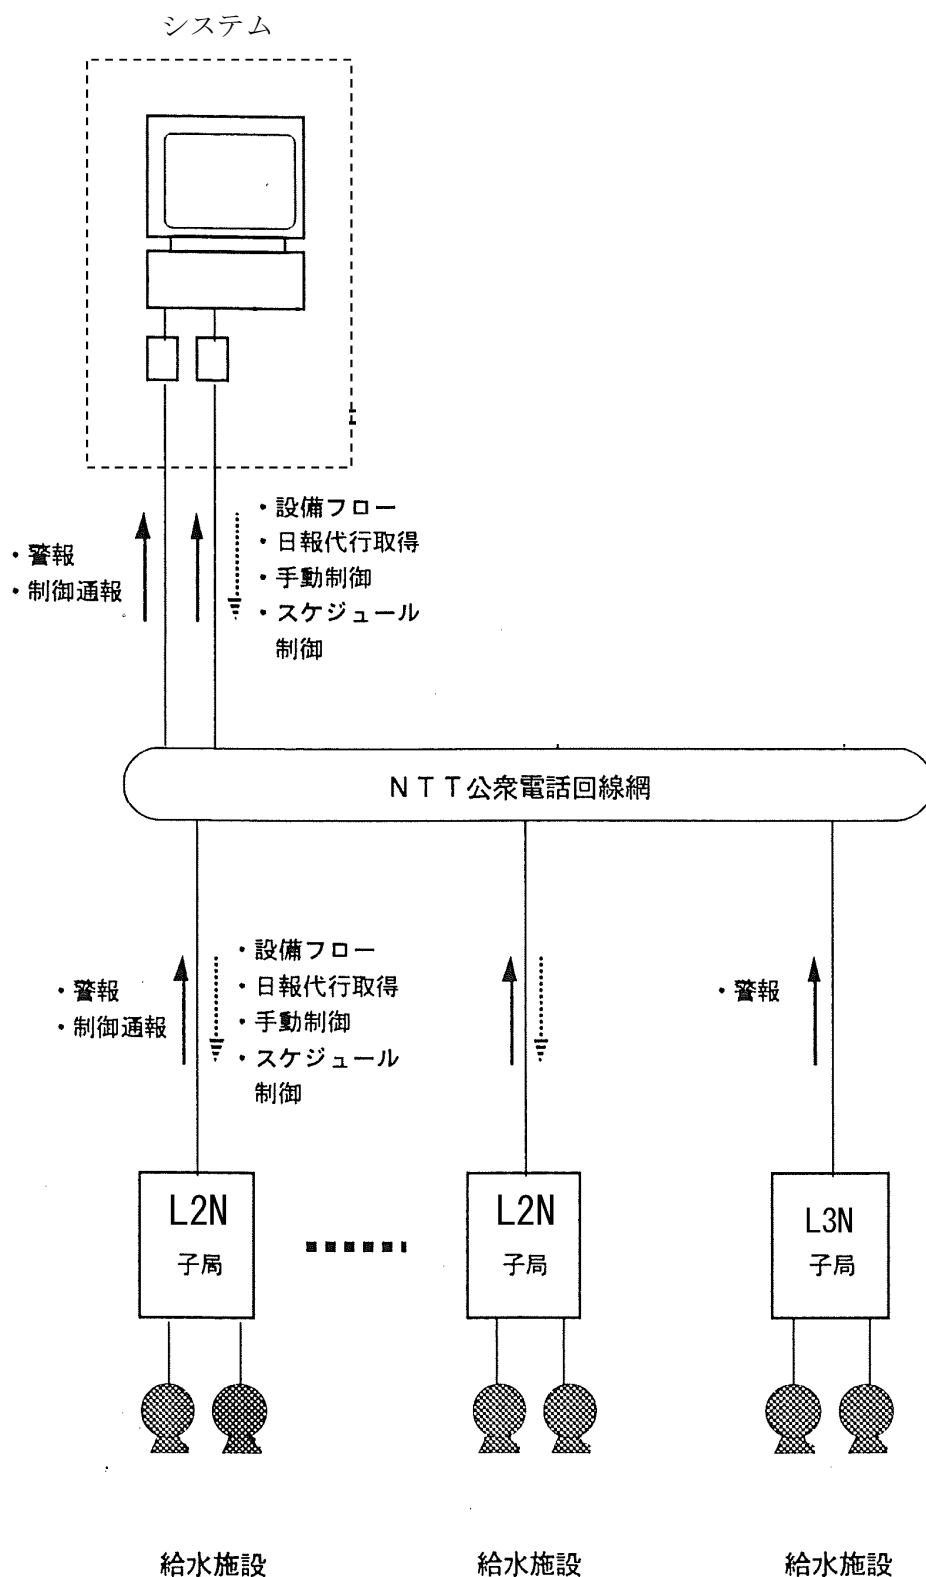 システム
・設備フロー
・日報代行取得
・手動制御
・スケジュール
制御
・警報
・制御通報
ＮＴＴ公衆電話回線網
・警報
・制御通報
・設備フロー
・日報代行取得
・手動制御
・スケジュール
制御
・警報
L2N
子局
L2N
子局
L3N
子局
給水施設
給水施設
給水施設